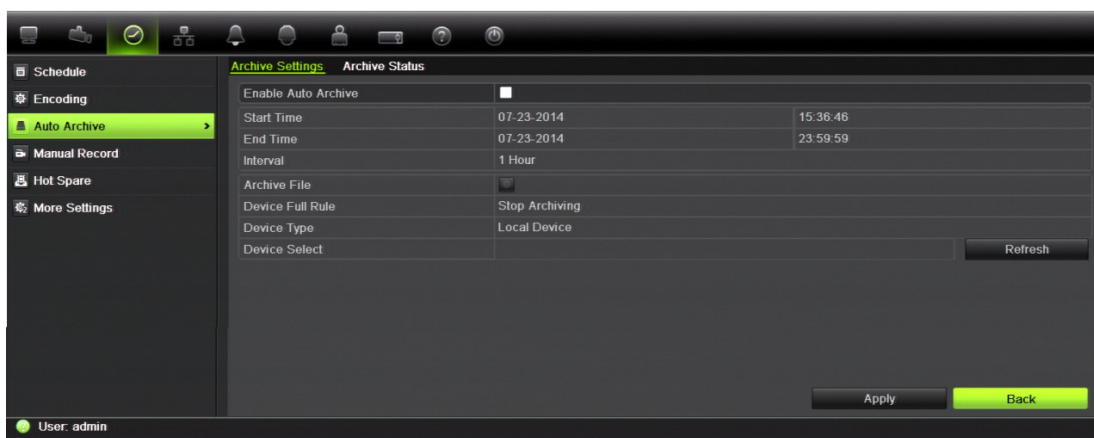 Schedule
Encoding
Auto Archive
Manual Record
Hot Spare
More Settings
Archive Settings Archive Status
Enable Auto Archive
Start Time 07-23-2014 15:36:46
End Time 07-23-2014 23:59:59
Interval 1 Hour
Archive File
Device Full Rule Stop Archiving
Device Type Local Device
Device Select Refresh
Apply Back
User: admin